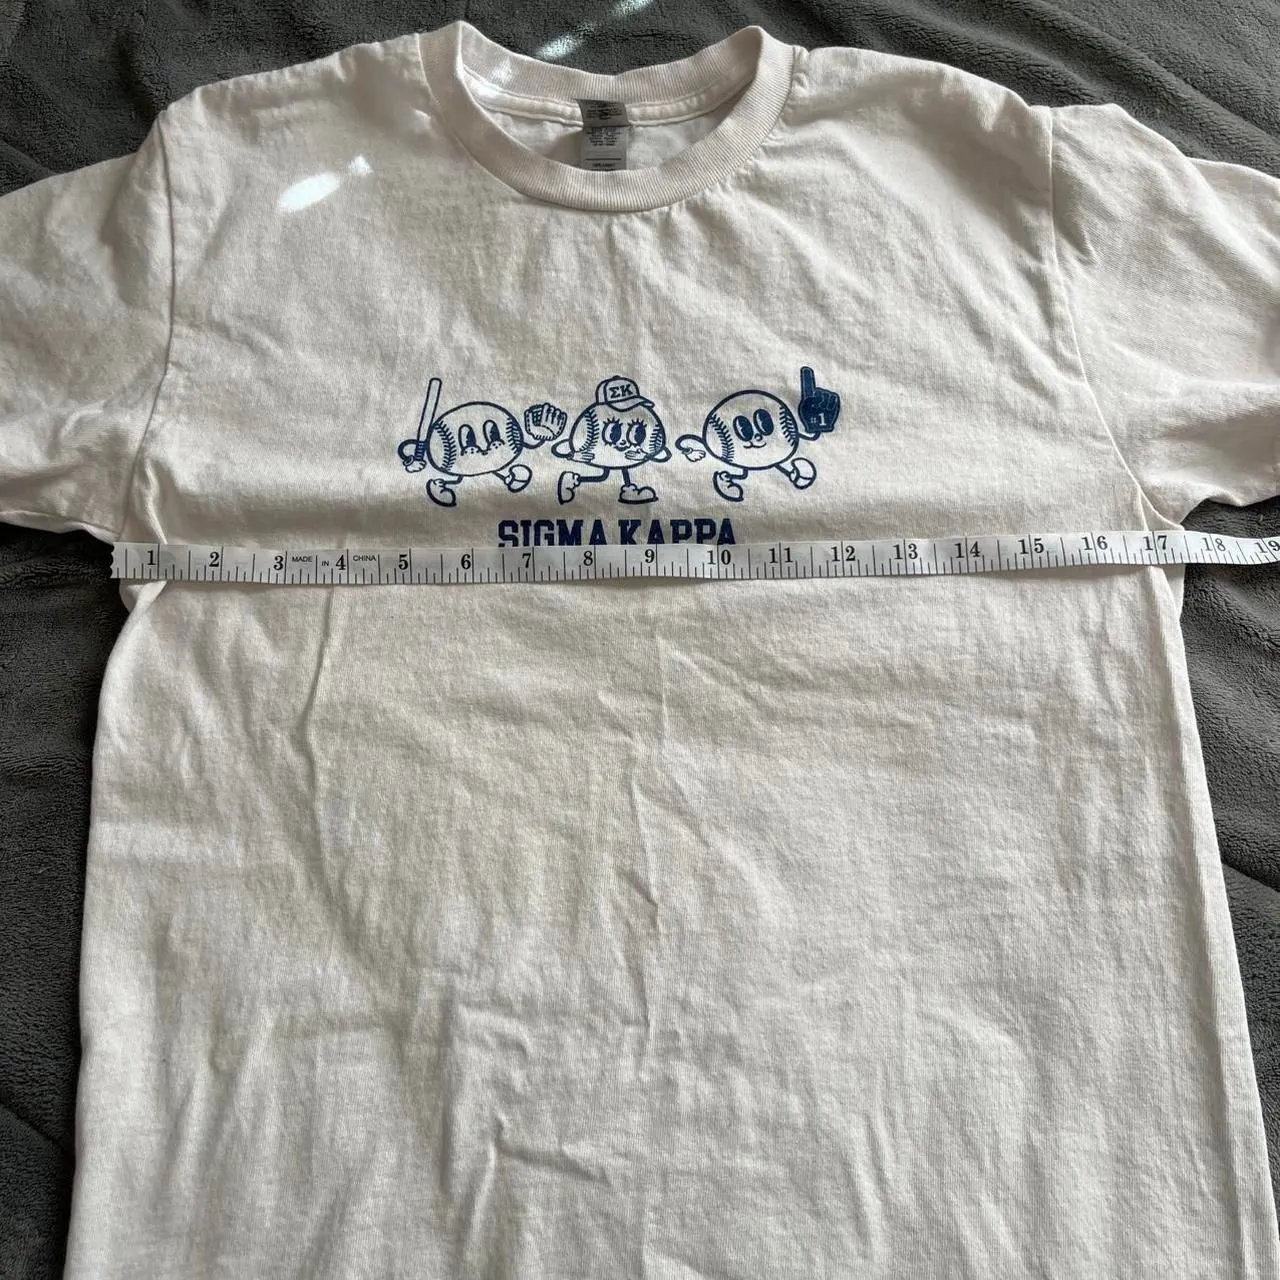 ΣK
#1
SIGMA KAPPA
1 2 3 MADE IN 4 CHINA 5 6 7 8 9 10 11 12 13 14 15 16 17 18 19